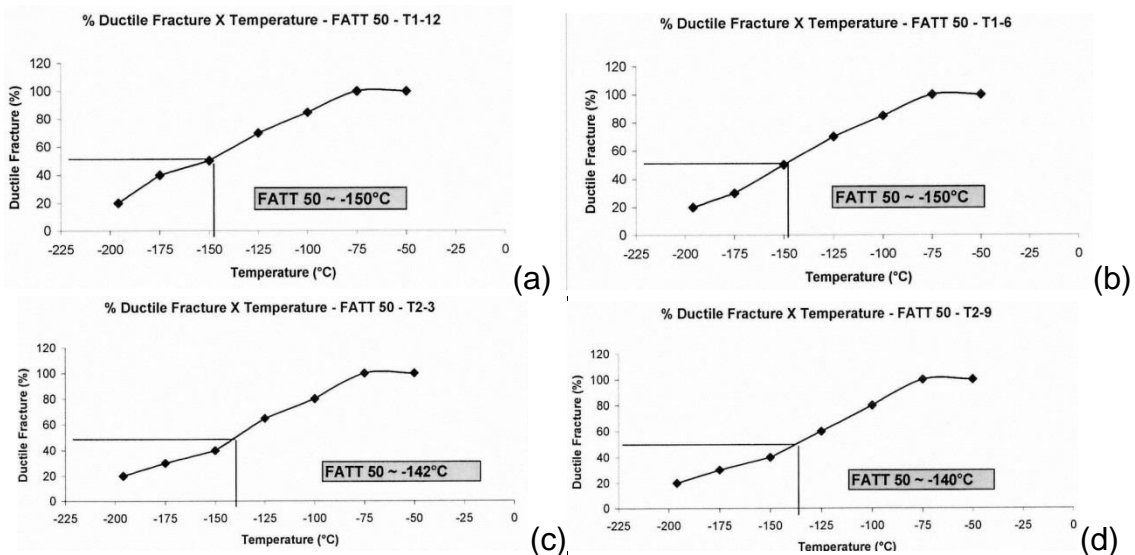 % Ductile Fracture X Temperature - FATT 50 - T1-12
Ductile Fracture (%)
120
100
80
60
40
20
0
FATT 50 ~ -150°C
-225 -200 -175 -150 -125 -100 -75 -50 -25 0
Temperature (°C)
(a)
% Ductile Fracture X Temperature - FATT 50 - T1-6
Ductile Fracture (%)
120
100
80
60
40
20
0
FATT 50 ~ -150°C
-225 -200 -175 -150 -125 -100 -75 -50 -25 0
Temperature (°C)
(b)
% Ductile Fracture X Temperature - FATT 50 - T2-3
Ductile Fracture (%)
120
100
80
60
40
20
0
FATT 50 ~ -142°C
-225 -200 -175 -150 -125 -100 -75 -50 -25 0
Temperature (°C)
(c)
% Ductile Fracture X Temperature - FATT 50 - T2-9
Ductile Fracture (%)
120
100
80
60
40
20
0
FATT 50 ~ -140°C
-225 -200 -175 -150 -125 -100 -75 -50 -25 0
Temperature (°C)
(d)